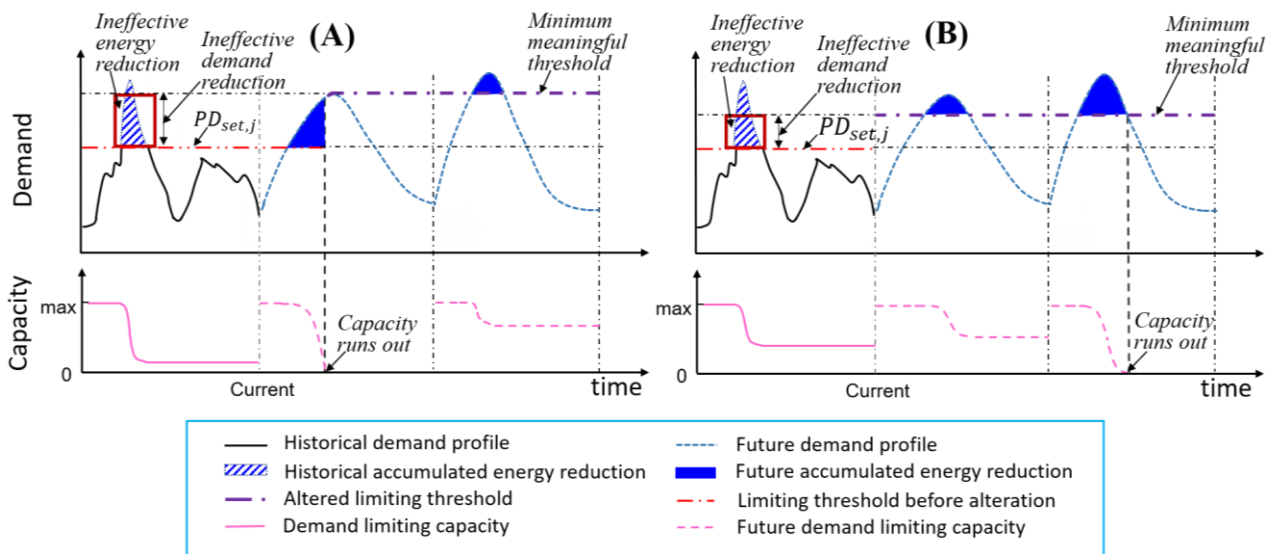 (A)
Ineffective
energy
reduction
Ineffective
demand
reduction
PD_set,j
Minimum
meaningful
threshold
Demand
Capacity
max
0
Capacity
runs out
Current
time
(B)
Ineffective
energy
reduction
Ineffective
demand
reduction
PD_set,j
Minimum
meaningful
threshold
max
0
Capacity
runs out
Current
time
Historical demand profile
Future demand profile
Historical accumulated energy reduction
Future accumulated energy reduction
Altered limiting threshold
Limiting threshold before alteration
Demand limiting capacity
Future demand limiting capacity